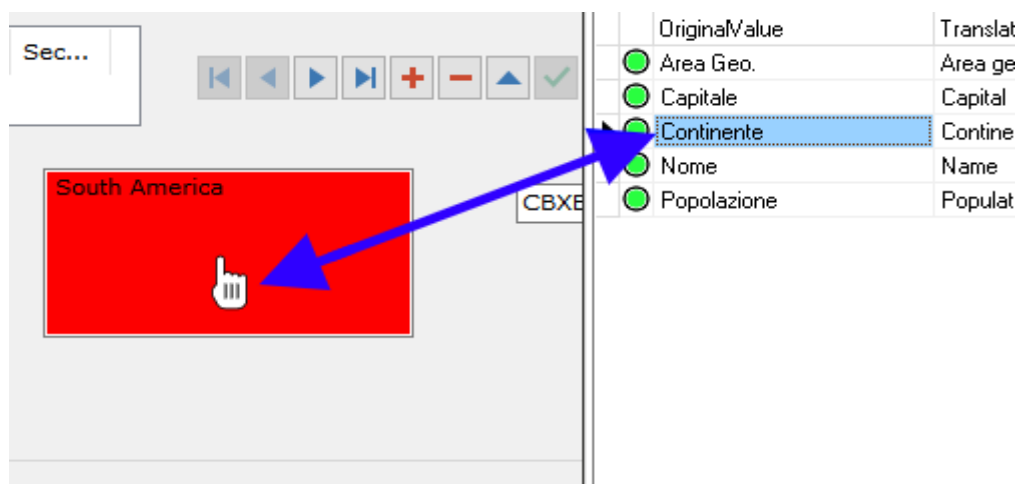 Sec...
South America
CBXE
OriginalValue Translat
Area Geo. Area ge
Capitale Capital
Continente Contine
Nome Name
Popolazione Populat